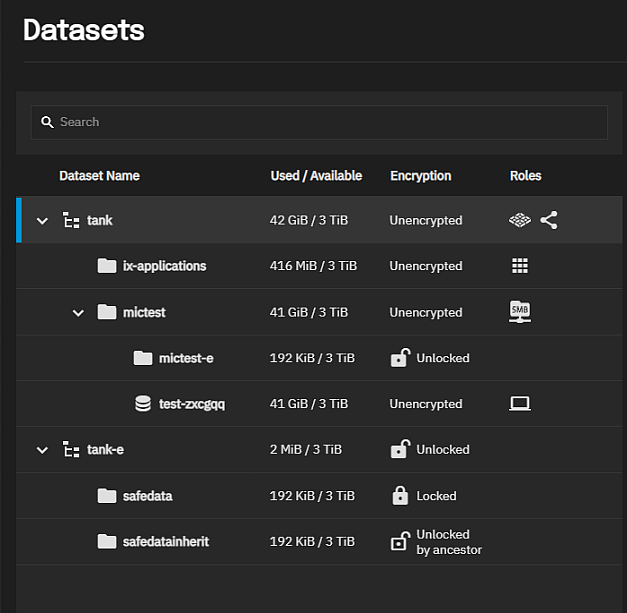 Datasets
Search
Dataset Name Used / Available Encryption Roles
tank 42 GiB / 3 TiB Unencrypted
ix-applications 416 MiB / 3 TiB Unencrypted
mictest 41 GiB / 3 TiB Unencrypted SMB
mictest-e 192 KiB / 3 TiB Unlocked
test-zxcgqq 41 GiB / 3 TiB Unencrypted
tank-e 2 MiB / 3 TiB Unlocked
safedata 192 KiB / 3 TiB Locked
safedatainherit 192 KiB / 3 TiB Unlocked
by ancestor